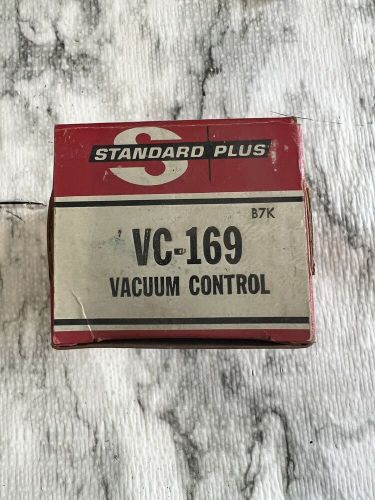 S
STANDARD PLUS
B7K
VC-169
VACUUM CONTROL